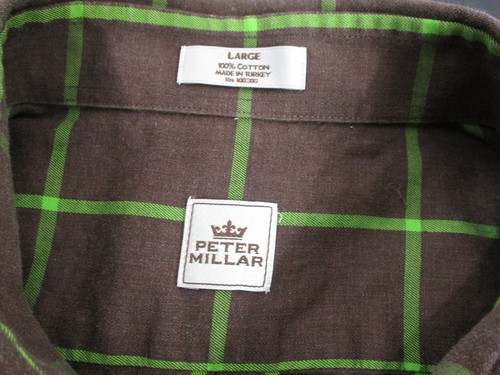 LARGE
100% COTTON
MADE IN TURKEY
PETER
MILLAR